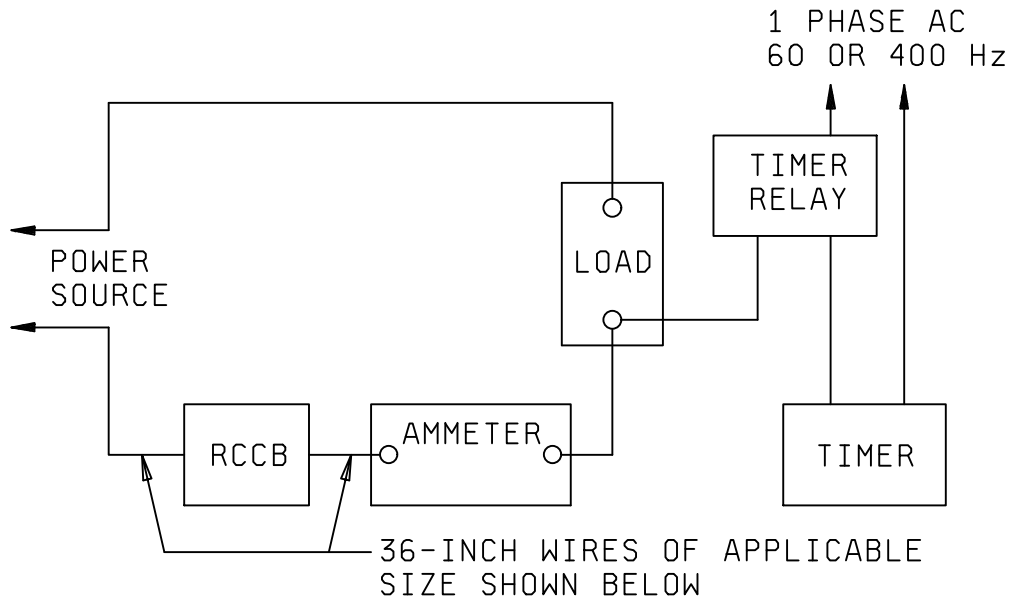 1 PHASE AC
60 OR 400 Hz
TIMER
RELAY
LOAD
POWER
SOURCE
AMMETER
RCCB
TIMER
36-INCH WIRES OF APPLICABLE
SIZE SHOWN BELOW